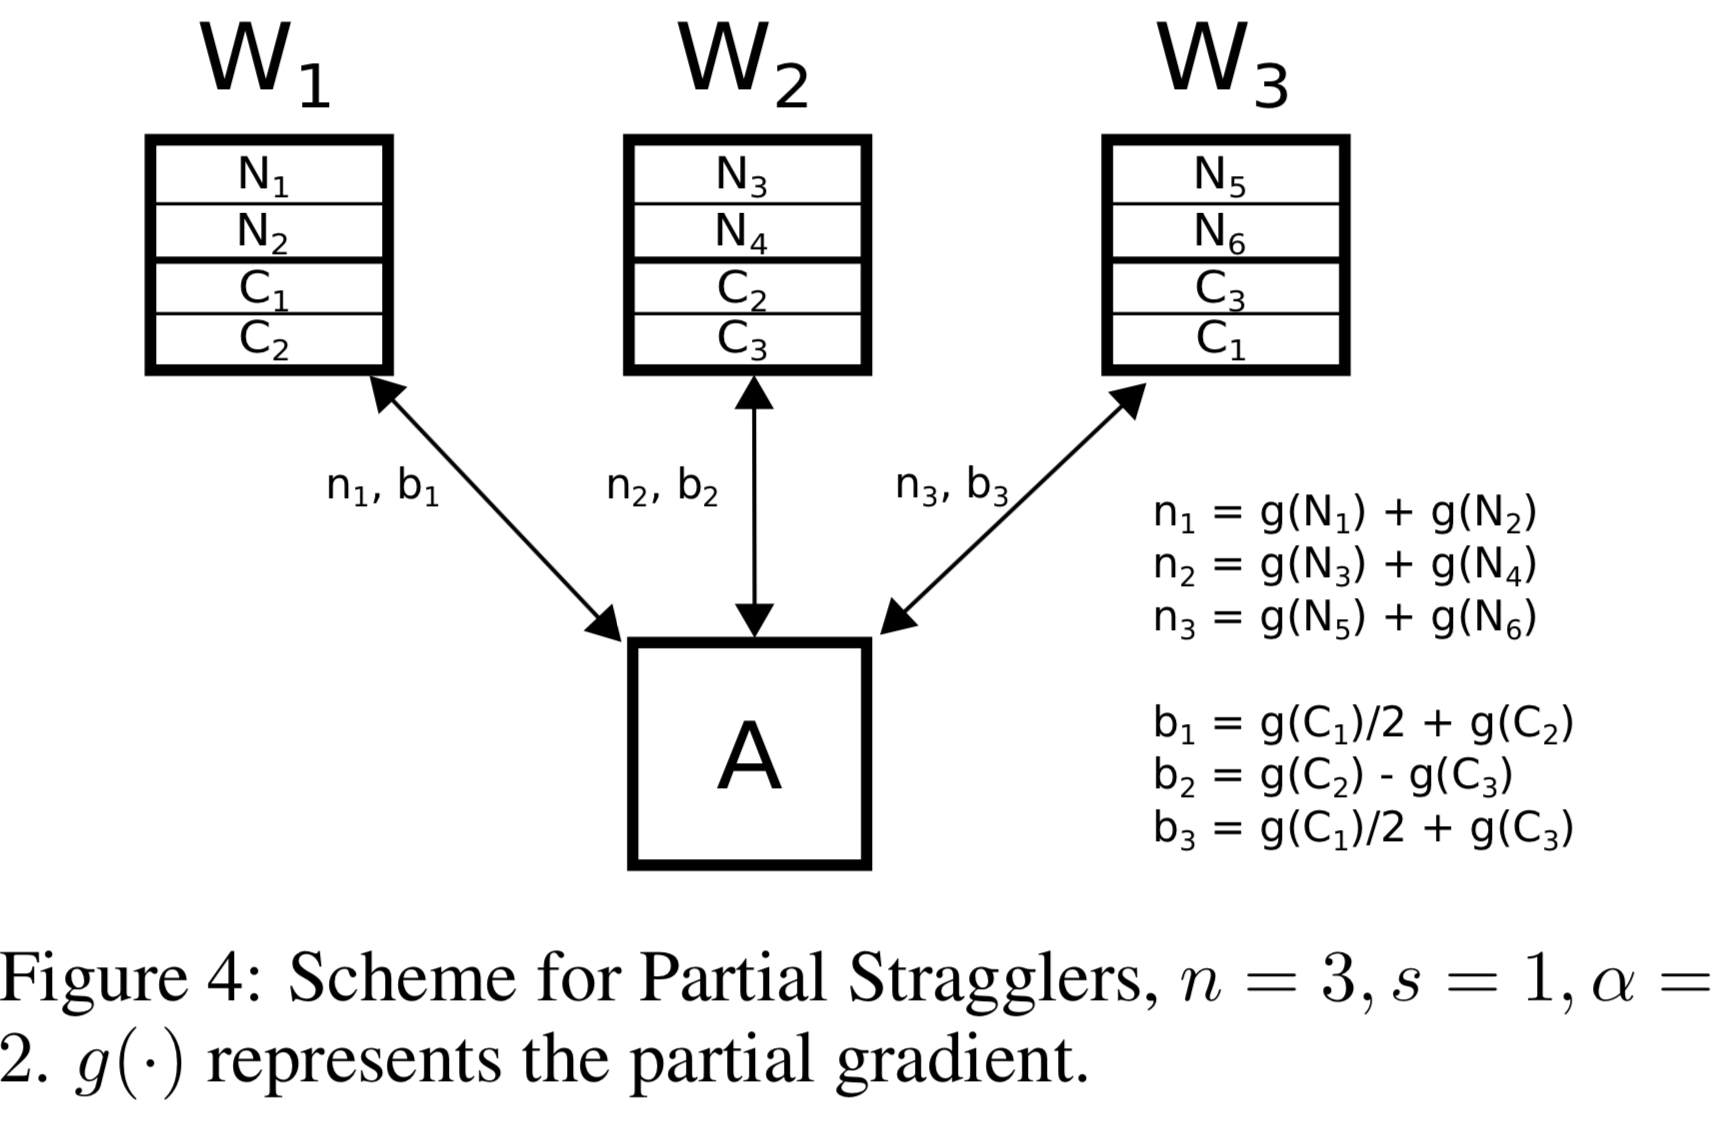 W₁ W₂ W₃
N₁ N₃ N₅
N₂ N₄ N₆
C₁ C₂ C₃
C₂ C₃ C₁
n₁, b₁ n₂, b₂ n₃, b₃
n₁ = g(N₁) + g(N₂)
n₂ = g(N₃) + g(N₄)
n₃ = g(N₅) + g(N₆)
b₁ = g(C₁)/2 + g(C₂)
b₂ = g(C₂) - g(C₃)
b₃ = g(C₁)/2 + g(C₃)
A
Figure 4: Scheme for Partial Stragglers, n = 3, s = 1, α =
2. g(·) represents the partial gradient.